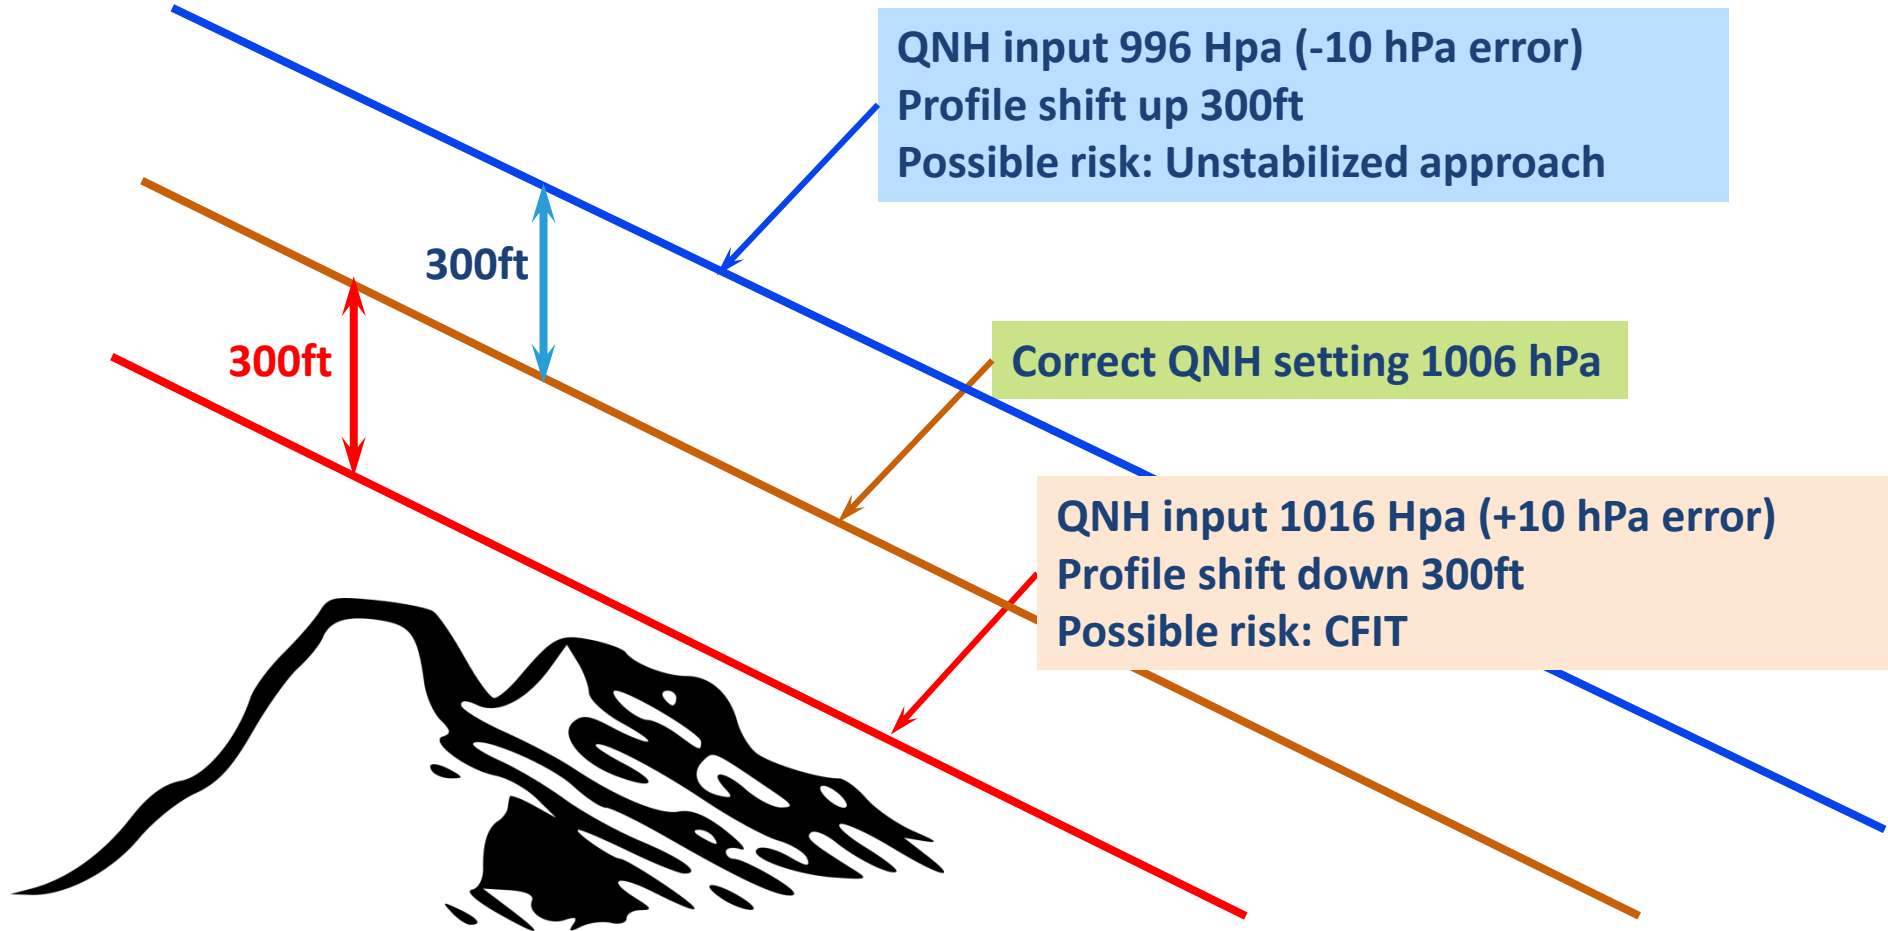 QNH input 996 Hpa (-10 hPa error)
Profile shift up 300ft
Possible risk: Unstabilized approach
300ft
300ft
Correct QNH setting 1006 hPa
QNH input 1016 Hpa (+10 hPa error)
Profile shift down 300ft
Possible risk: CFIT